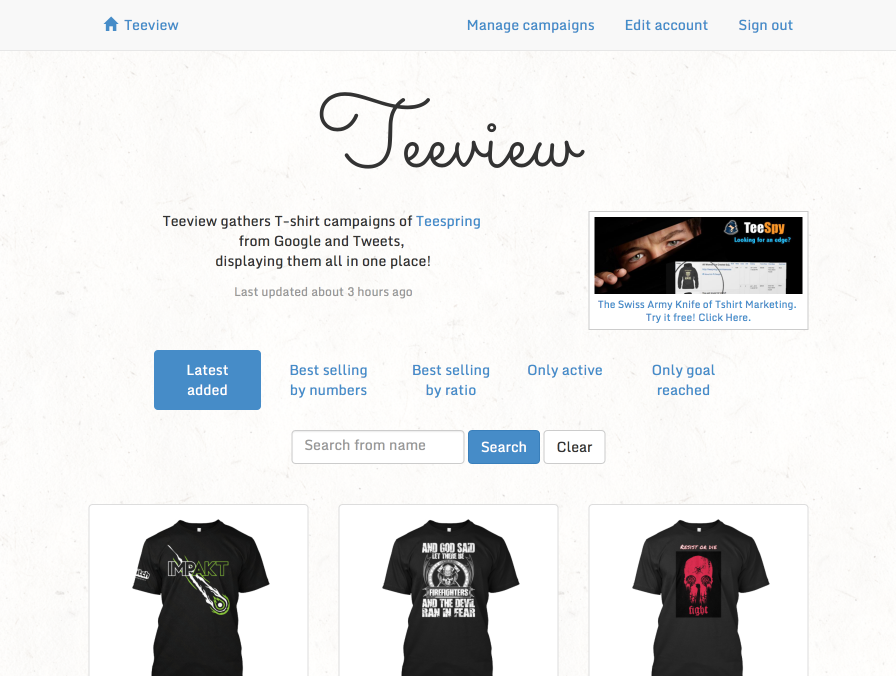 Teeview
Manage campaigns
Edit account
Sign out
Teeview
Teeview gathers T-shirt campaigns of Teespring
from Google and Tweets,
displaying them all in one place!
Last updated about 3 hours ago
TeeSpy
Looking for an edge?
The Swiss Army Knife of Tshirt Marketing.
Try it free! Click Here.
Latest
added
Best selling
by numbers
Best selling
by ratio
Only active
Only goal
reached
Search from name
Search
Clear
IMPAKT
AND GOD SAID
LET THERE BE
FIREFIGHTERS
AND THE DEVIL
RAN IN FEAR
RESIST OR DIE
fight